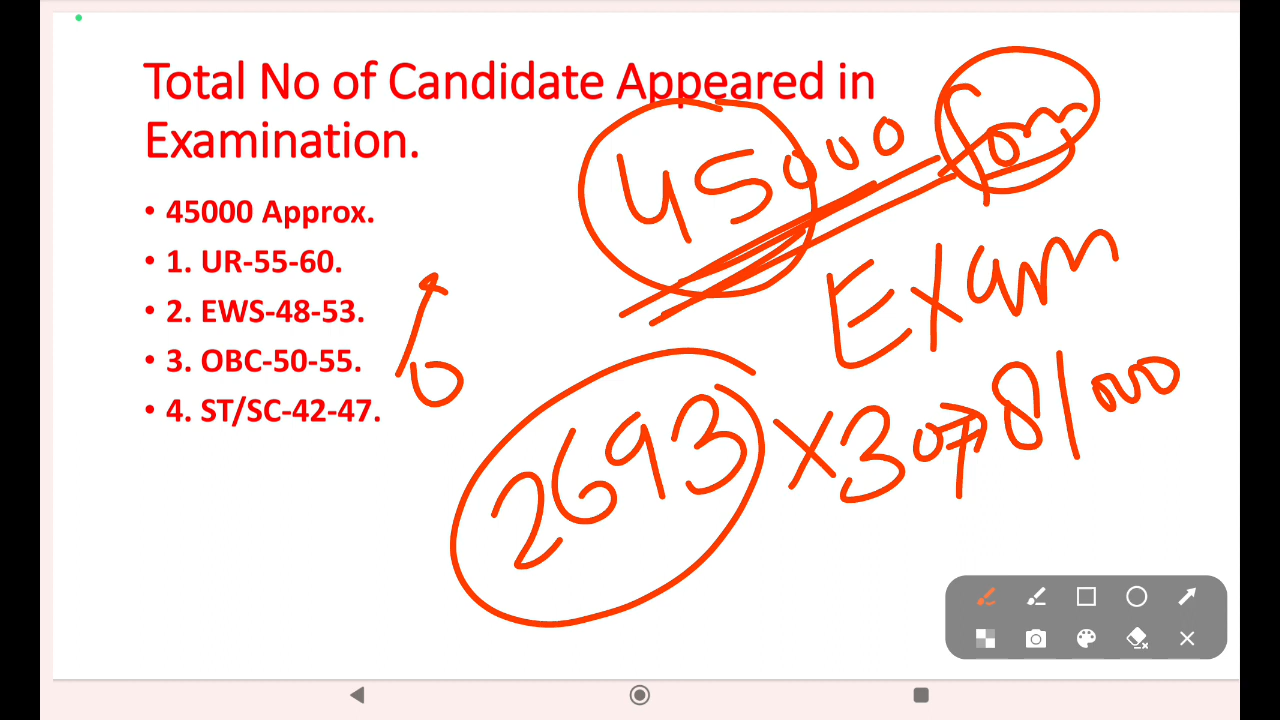 Total No of Candidate Appeared in
Examination.
45000 form
• 45000 Approx.
• 1. UR-55-60.
Exam
• 2. EWS-48-53.
• 3. OBC-50-55.
• 4. ST/SC-42-47.
2693 X 30